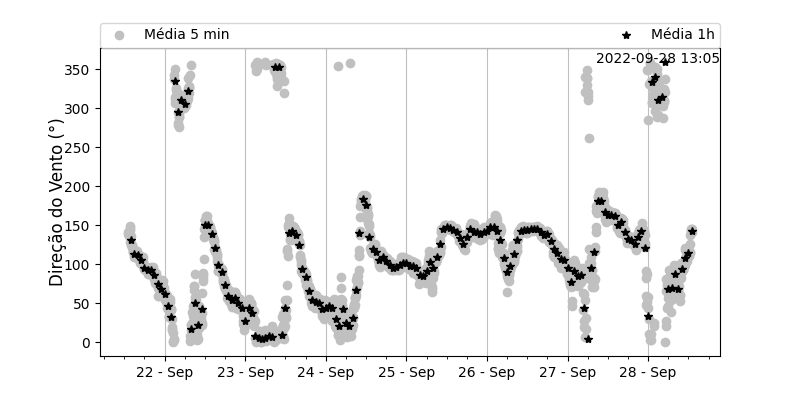 Média 5 min
Média 1h
2022-09-28 13:05
Direção do Vento (°)
350
300
250
200
150
100
50
0
22 - Sep
23 - Sep
24 - Sep
25 - Sep
26 - Sep
27 - Sep
28 - Sep